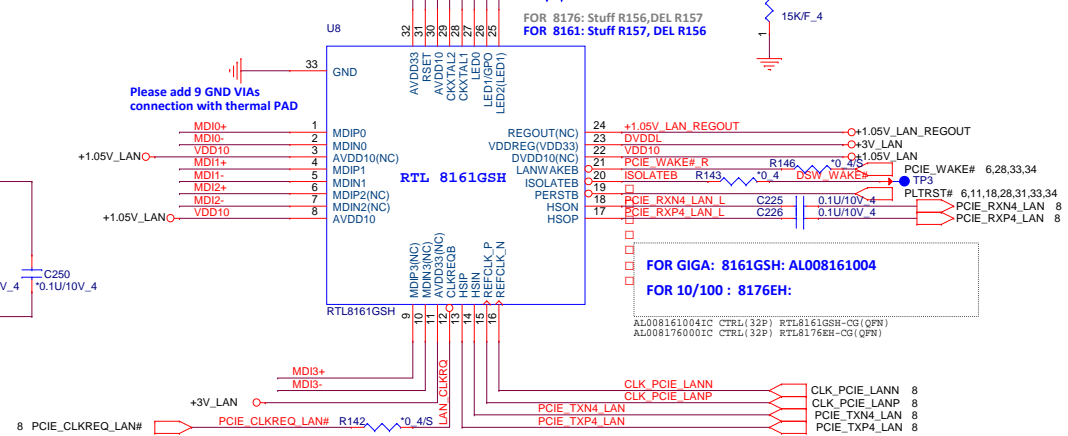 FOR 8176: Stuff R156,DEL R157
FOR 8161: Stuff R157, DEL R156
15K/F_4
1
U8
32 31 30 29 28 27 26 25
AVDD33
RSET
AVDD10
CKXTAL2
CKXTAL1
LED0
LED1/GPO
LED2(LED1)
33 GND
Please add 9 GND VIAs
connection with thermal PAD
MDI0+ 1 MDIP0
MDI0- 2 MDIN0
+1.05V_LAN VDD10 3 AVDD10(NC)
MDI1+ 4 MDIP1
MDI1- 5 MDIN1
MDI2+ 6 MDIP2(NC)
MDI2- 7 MDIN2(NC)
+1.05V_LAN VDD10 8 AVDD10
RTL 8161GSH
REGOUT(NC) 24 +1.05V_LAN_REGOUT +1.05V_LAN_REGOUT
VDDREG(VDD33) 23 DVDDL +3V_LAN
DVDD10(NC) 22 VDD10 +1.05V_LAN
LANWAKEB 21 PCIE_WAKE#_R R146 *0_4/S PCIE_WAKE# 6,28,33,34
ISOLATEB 20 ISOLATEB R143 *0_4 DSW_WAKE# TP3
PERSTB 19 PLTRST# 6,11,18,28,31,33,34
HSON 18 PCIE_RXN4_LAN_L C225 0.1U/10V_4 PCIE_RXN4_LAN 8
HSOP 17 PCIE_RXP4_LAN_L C226 0.1U/10V_4 PCIE_RXP4_LAN 8
MDIP3(NC)
MDIN3(NC)
AVDD33(NC)
CLKREQB
HSIP
HSIN
REFCLK_P
REFCLK_N
9 10 11 12 13 14 15 16
RTL8161GSH
C250
V_4 *0.1U/10V_4
FOR GIGA: 8161GSH: AL008161004
FOR 10/100 : 8176EH:
AL008161004IC CTRL(32P) RTL8161GSH-CG(QFN)
AL008176000IC CTRL(32P) RTL8176EH-CG(QFN)
MDI3+
MDI3-
+3V_LAN
LAN_CLKRQ
8 PCIE_CLKREQ_LAN# PCIE_CLKREQ_LAN# R142 *0_4/S
CLK_PCIE_LANN CLK_PCIE_LANN 8
CLK_PCIE_LANP CLK_PCIE_LANP 8
PCIE_TXN4_LAN PCIE_TXN4_LAN 8
PCIE_TXP4_LAN PCIE_TXP4_LAN 8